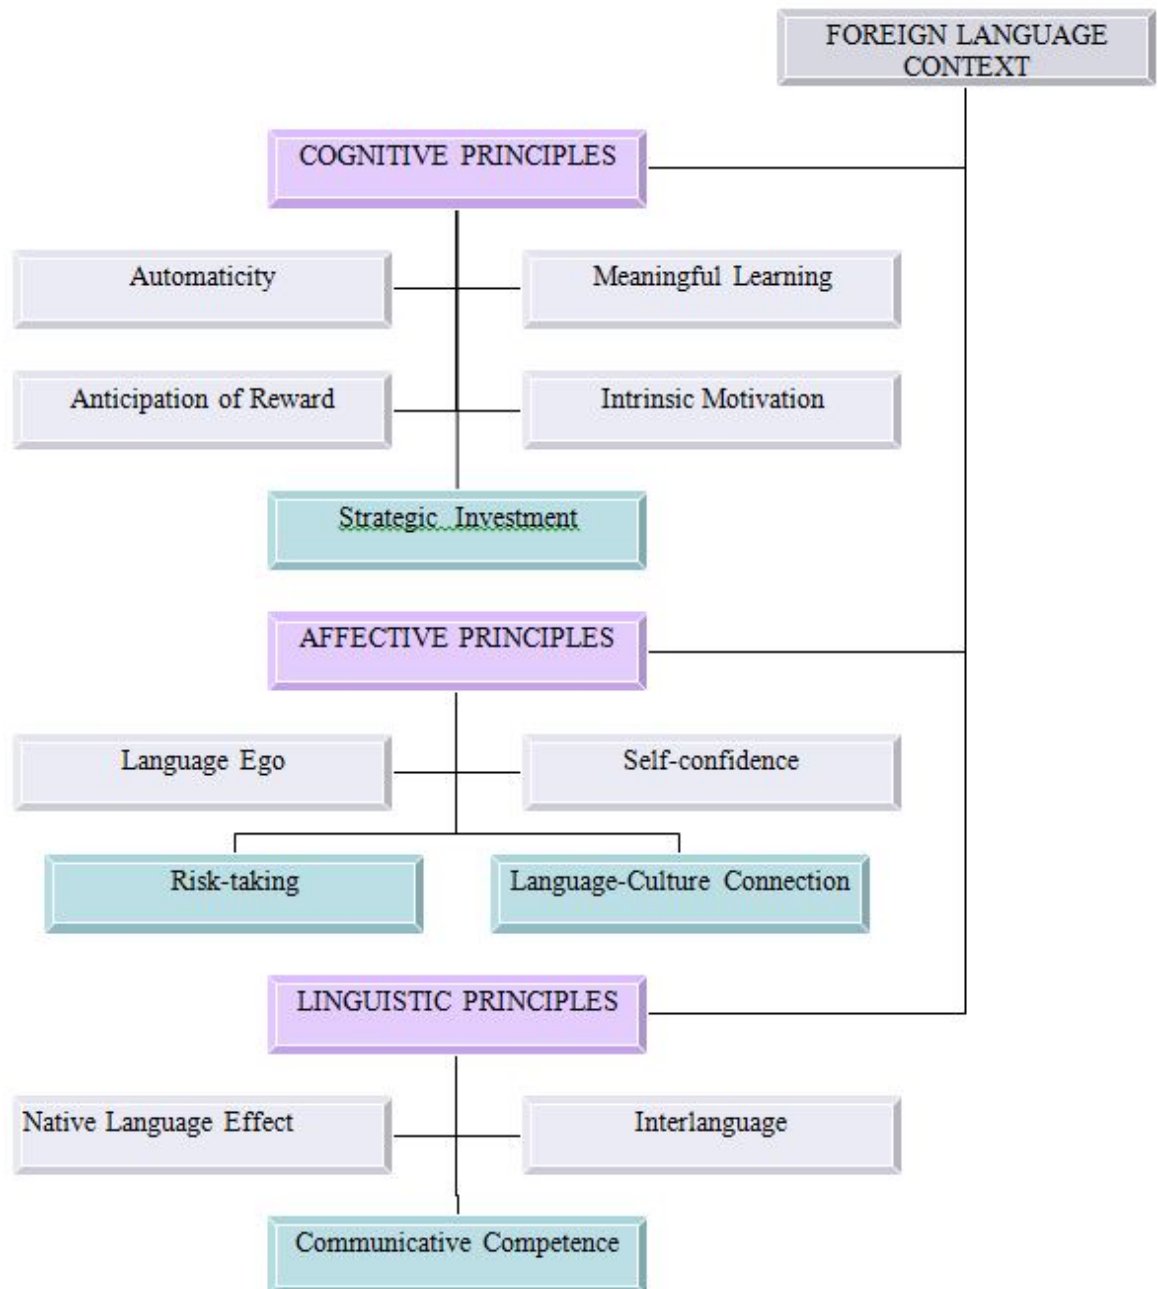 FOREIGN LANGUAGE
CONTEXT
COGNITIVE PRINCIPLES
Automaticity
Meaningful Learning
Anticipation of Reward
Intrinsic Motivation
Strategic Investment
AFFECTIVE PRINCIPLES
Language Ego
Self-confidence
Risk-taking
Language-Culture Connection
LINGUISTIC PRINCIPLES
Native Language Effect
Interlanguage
Communicative Competence